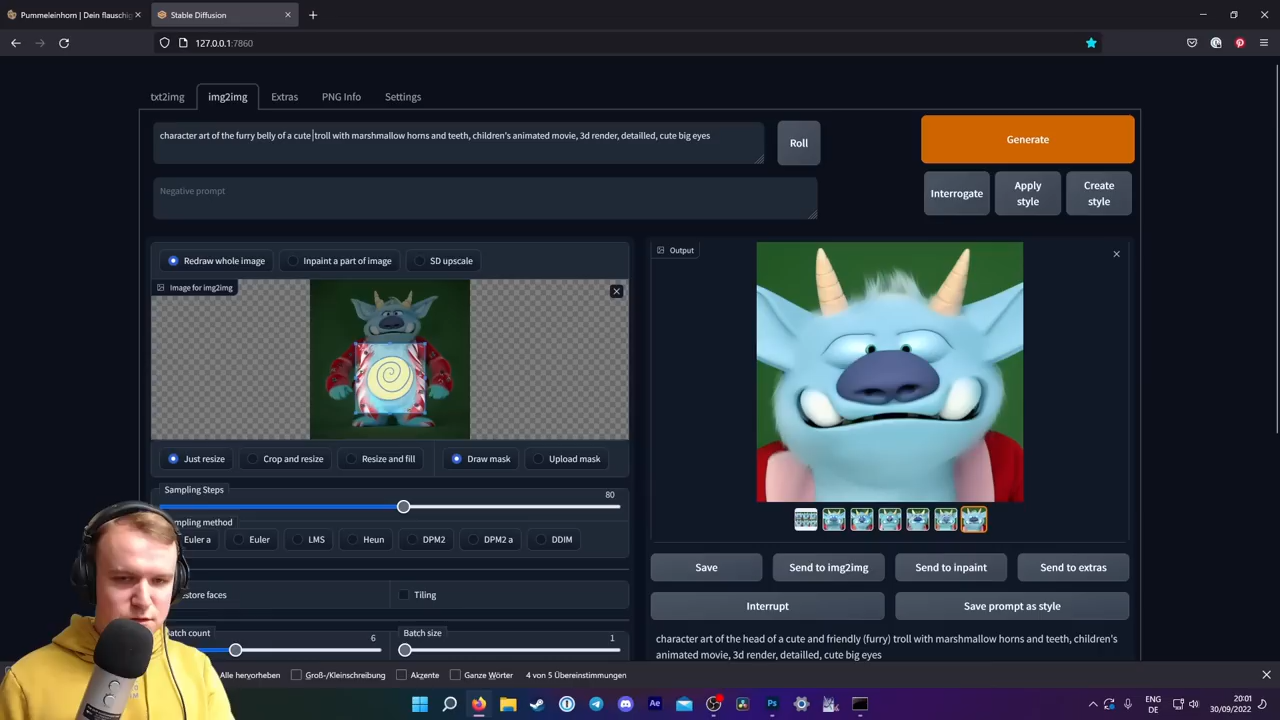 Pummeleinhorn | Dein flauschig
Stable Diffusion
127.0.0.1:7860
txt2img
img2img
Extras
PNG Info
Settings
character art of the furry belly of a cute troll with marshmallow horns and teeth, children's animated movie, 3d render, detailled, cute big eyes
Roll
Generate
Negative prompt
Interrogate
Apply
style
Create
style
Redraw whole image
Inpaint a part of image
SD upscale
Image for img2img
Output
Just resize
Crop and resize
Resize and fill
Draw mask
Upload mask
Sampling Steps
80
ampling method
Euler a
Euler
LMS
Heun
DPM2
DPM2 a
DDIM
store faces
Tiling
atch count
6
Batch size
1
Save
Send to img2img
Send to inpaint
Send to extras
Interrupt
Save prompt as style
character art of the head of a cute and friendly (furry) troll with marshmallow horns and teeth, children's
animated movie, 3d render, detailled, cute big eyes
Alle hervorheben
Groß-/Kleinschreibung
Akzente
Ganze Wörter
4 von 5 Übereinstimmungen
ENG
DE
20:01
30/09/2022